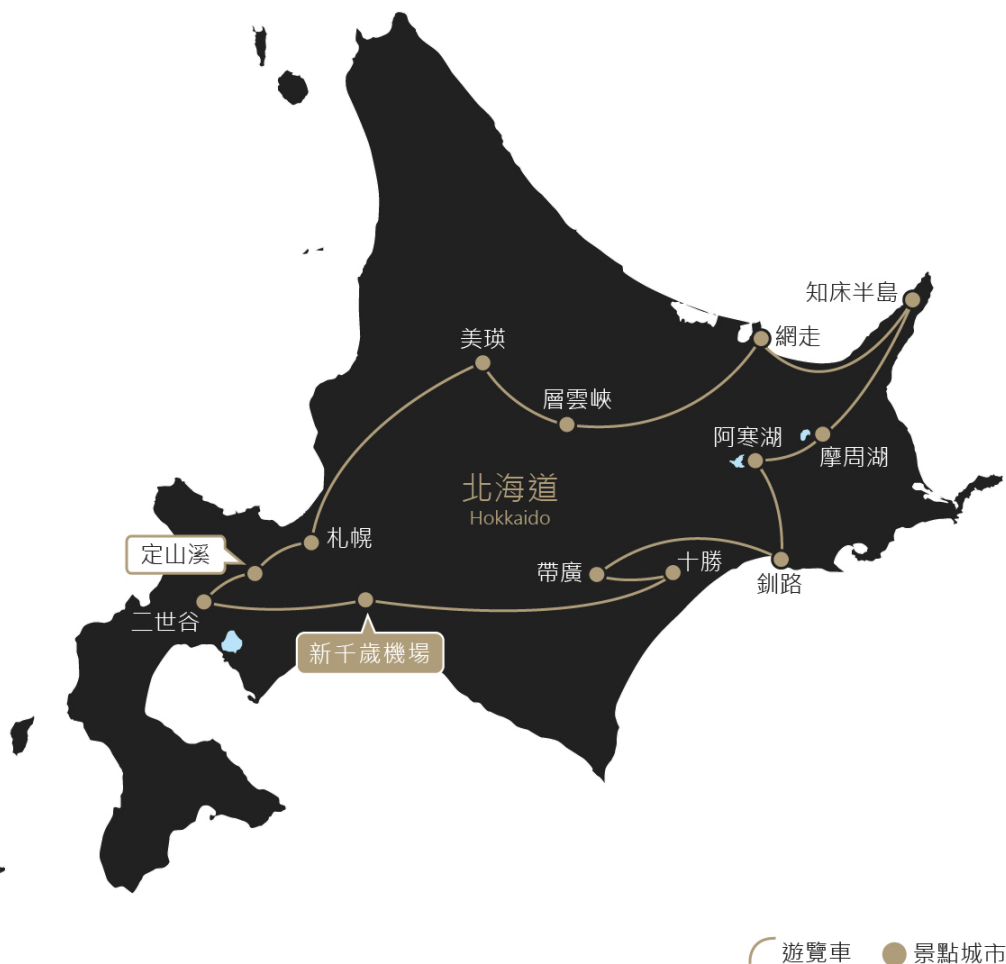 知床半島
網走
美瑛
層雲峽
阿寒湖
摩周湖
北海道
Hokkaido
札幌
定山溪
帶廣
十勝
釧路
二世谷
新千歲機場
遊覽車
景點城市